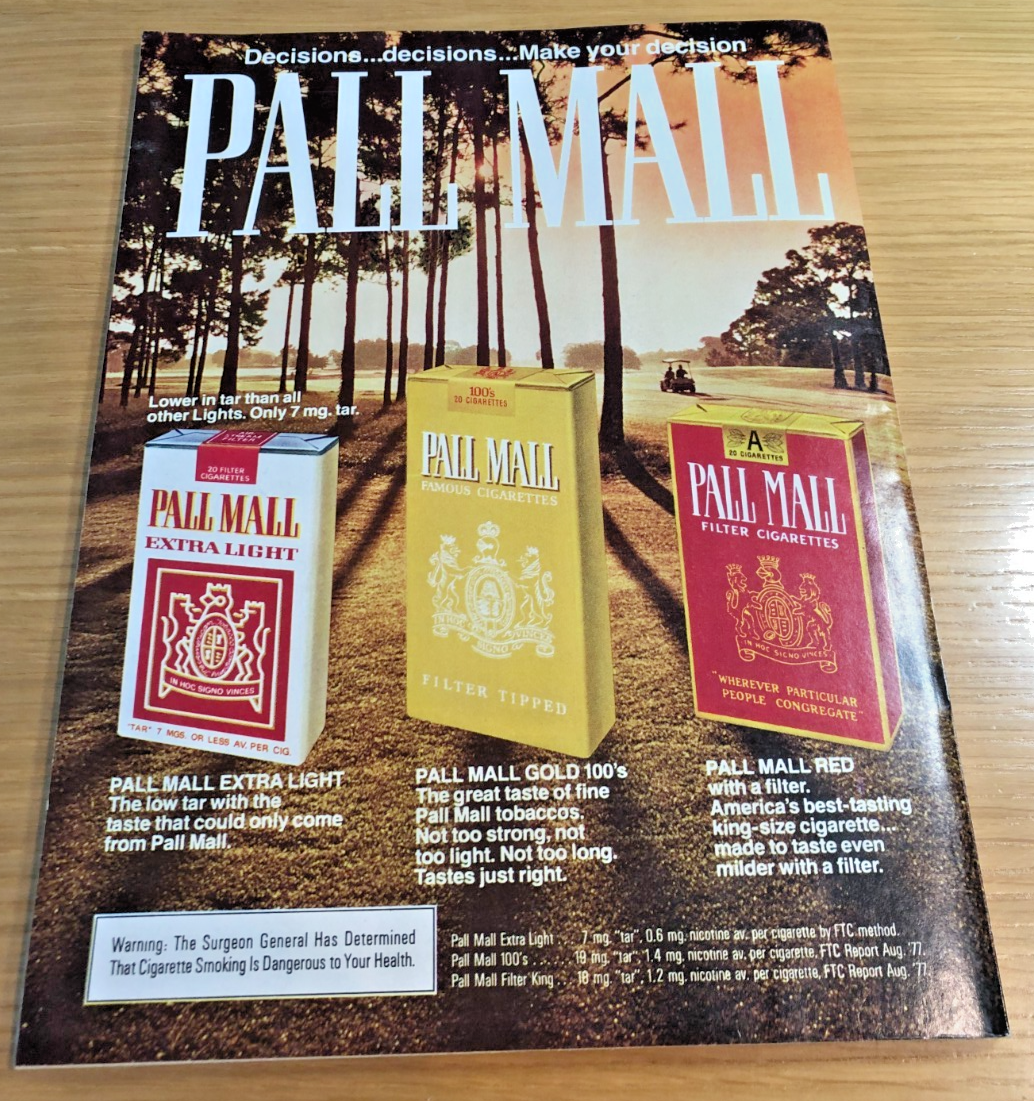 Decisions...decisions...Make your decision
PALL MALL
Lower in tar than all
other Lights. Only 7 mg. tar.
20 FILTER
CIGARETTES
PALL MALL
EXTRA LIGHT
IN HOC SIGNO VINCES
"TAR" 7 MGS. OR LESS AV. PER CIG.
100's
20 CIGARETTES
PALL MALL
FAMOUS CIGARETTES
IN HOC SIGNO VINCES
FILTER TIPPED
A
20 CIGARETTES
PALL MALL
FILTER CIGARETTES
IN HOC SIGNO VINCES
"WHEREVER PARTICULAR
PEOPLE CONGREGATE"
PALL MALL EXTRA LIGHT
The low tar with the
taste that could only come
from Pall Mall.
PALL MALL GOLD 100's
The great taste of fine
Pall Mall tobaccos.
Not too strong, not
too light. Not too long.
Tastes just right.
PALL MALL RED
with a filter.
America's best-tasting
king-size cigarette...
made to taste even
milder with a filter.
Warning: The Surgeon General Has Determined
That Cigarette Smoking Is Dangerous to Your Health.
Pall Mall Extra Light . . . 7 mg. "tar", 0.6 mg. nicotine av. per cigarette by FTC method.
Pall Mall 100's . . . . . . 19 mg. "tar", 1.4 mg. nicotine av. per cigarette, FTC Report Aug. '77.
Pall Mall Filter King . . . 18 mg. "tar", 1.2 mg. nicotine av. per cigarette, FTC Report Aug. '77.